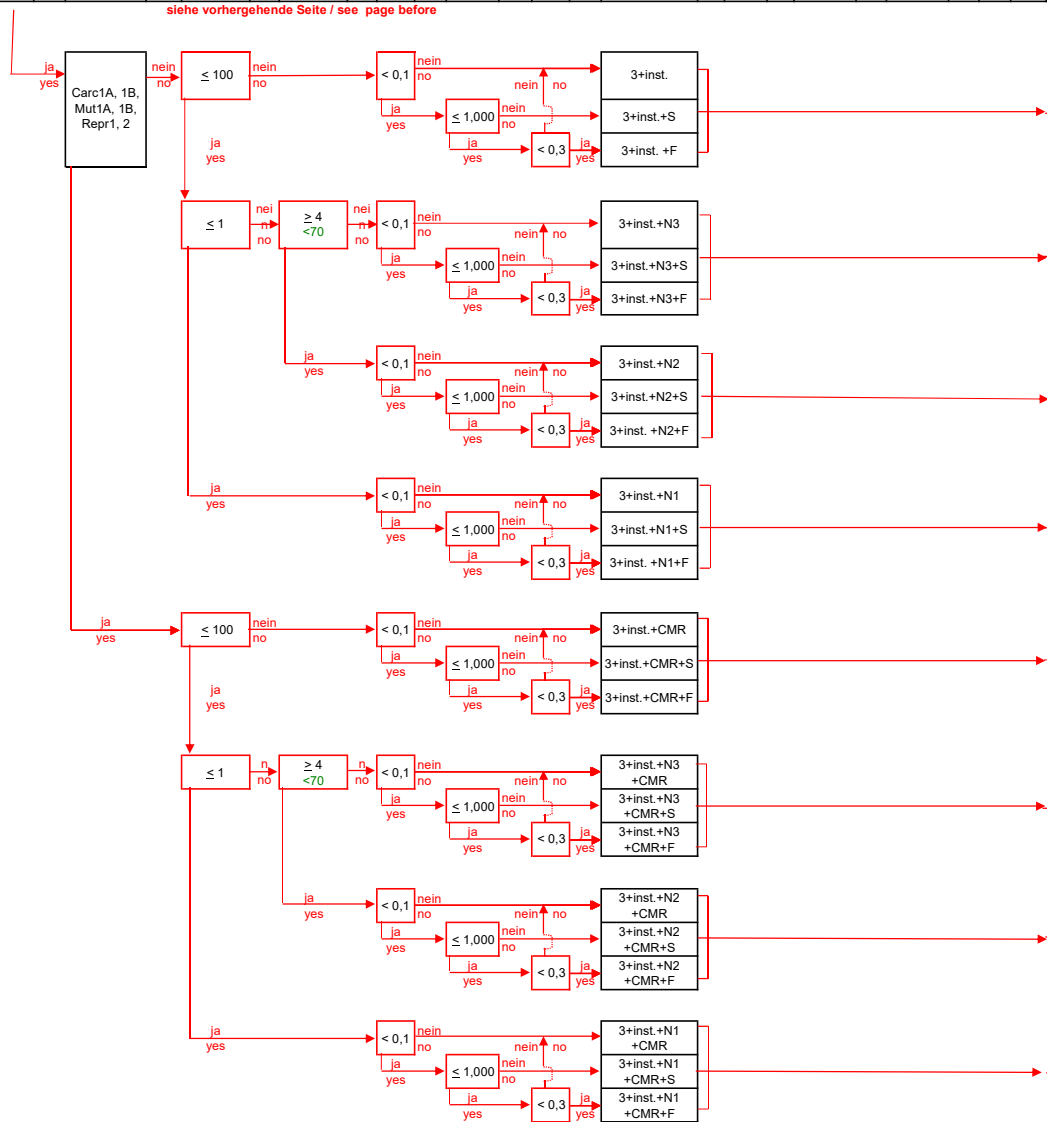 siehe vorhergehende Seite / see page before
ja
yes
Carc1A, 1B,
Mut1A, 1B,
Repr1, 2
nein
no
≤ 100
nein
no
< 0,1
nein
no
nein no
3+inst.
ja
yes
≤ 1,000
nein
no
3+inst.+S
ja
yes
< 0,3
ja
yes
3+inst. +F
ja
yes
≤ 1
nei
n
no
≥ 4
<70
nei
n
no
< 0,1
nein
no
nein no
3+inst.+N3
ja
yes
≤ 1,000
nein
no
3+inst.+N3+S
ja
yes
< 0,3
ja
yes
3+inst.+N3+F
ja
yes
< 0,1
nein
no
nein no
3+inst.+N2
ja
yes
≤ 1,000
nein
no
3+inst.+N2+S
ja
yes
< 0,3
ja
yes
3+inst. +N2+F
ja
yes
< 0,1
nein
no
nein no
3+inst.+N1
ja
yes
≤ 1,000
nein
no
3+inst.+N1+S
ja
yes
< 0,3
ja
yes
3+inst. +N1+F
ja
yes
≤ 100
nein
no
< 0,1
nein
no
nein no
3+inst.+CMR
ja
yes
≤ 1,000
nein
no
3+inst.+CMR+S
ja
yes
< 0,3
ja
yes
3+inst.+CMR+F
ja
yes
≤ 1
n
no
≥ 4
<70
n
no
< 0,1
nein
no
nein no
3+inst.+N3
+CMR
ja
yes
≤ 1,000
nein
no
3+inst.+N3
+CMR+S
ja
yes
< 0,3
ja
yes
3+inst.+N3
+CMR+F
ja
yes
< 0,1
nein
no
nein no
3+inst.+N2
+CMR
ja
yes
≤ 1,000
nein
no
3+inst.+N2
+CMR+S
ja
yes
< 0,3
ja
yes
3+inst.+N2
+CMR+F
ja
yes
< 0,1
nein
no
nein no
3+inst.+N1
+CMR
ja
yes
≤ 1,000
nein
no
3+inst.+N1
+CMR+S
ja
yes
< 0,3
ja
yes
3+inst.+N1
+CMR+F